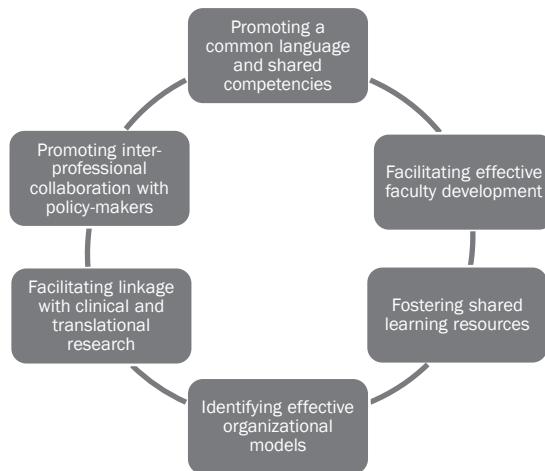 Promoting a
common language
and shared
competencies
Facilitating effective
faculty development
Fostering shared
learning resources
Identifying effective
organizational
models
Facilitating linkage
with clinical and
translational
research
Promoting inter-
professional
collaboration with
policy-makers